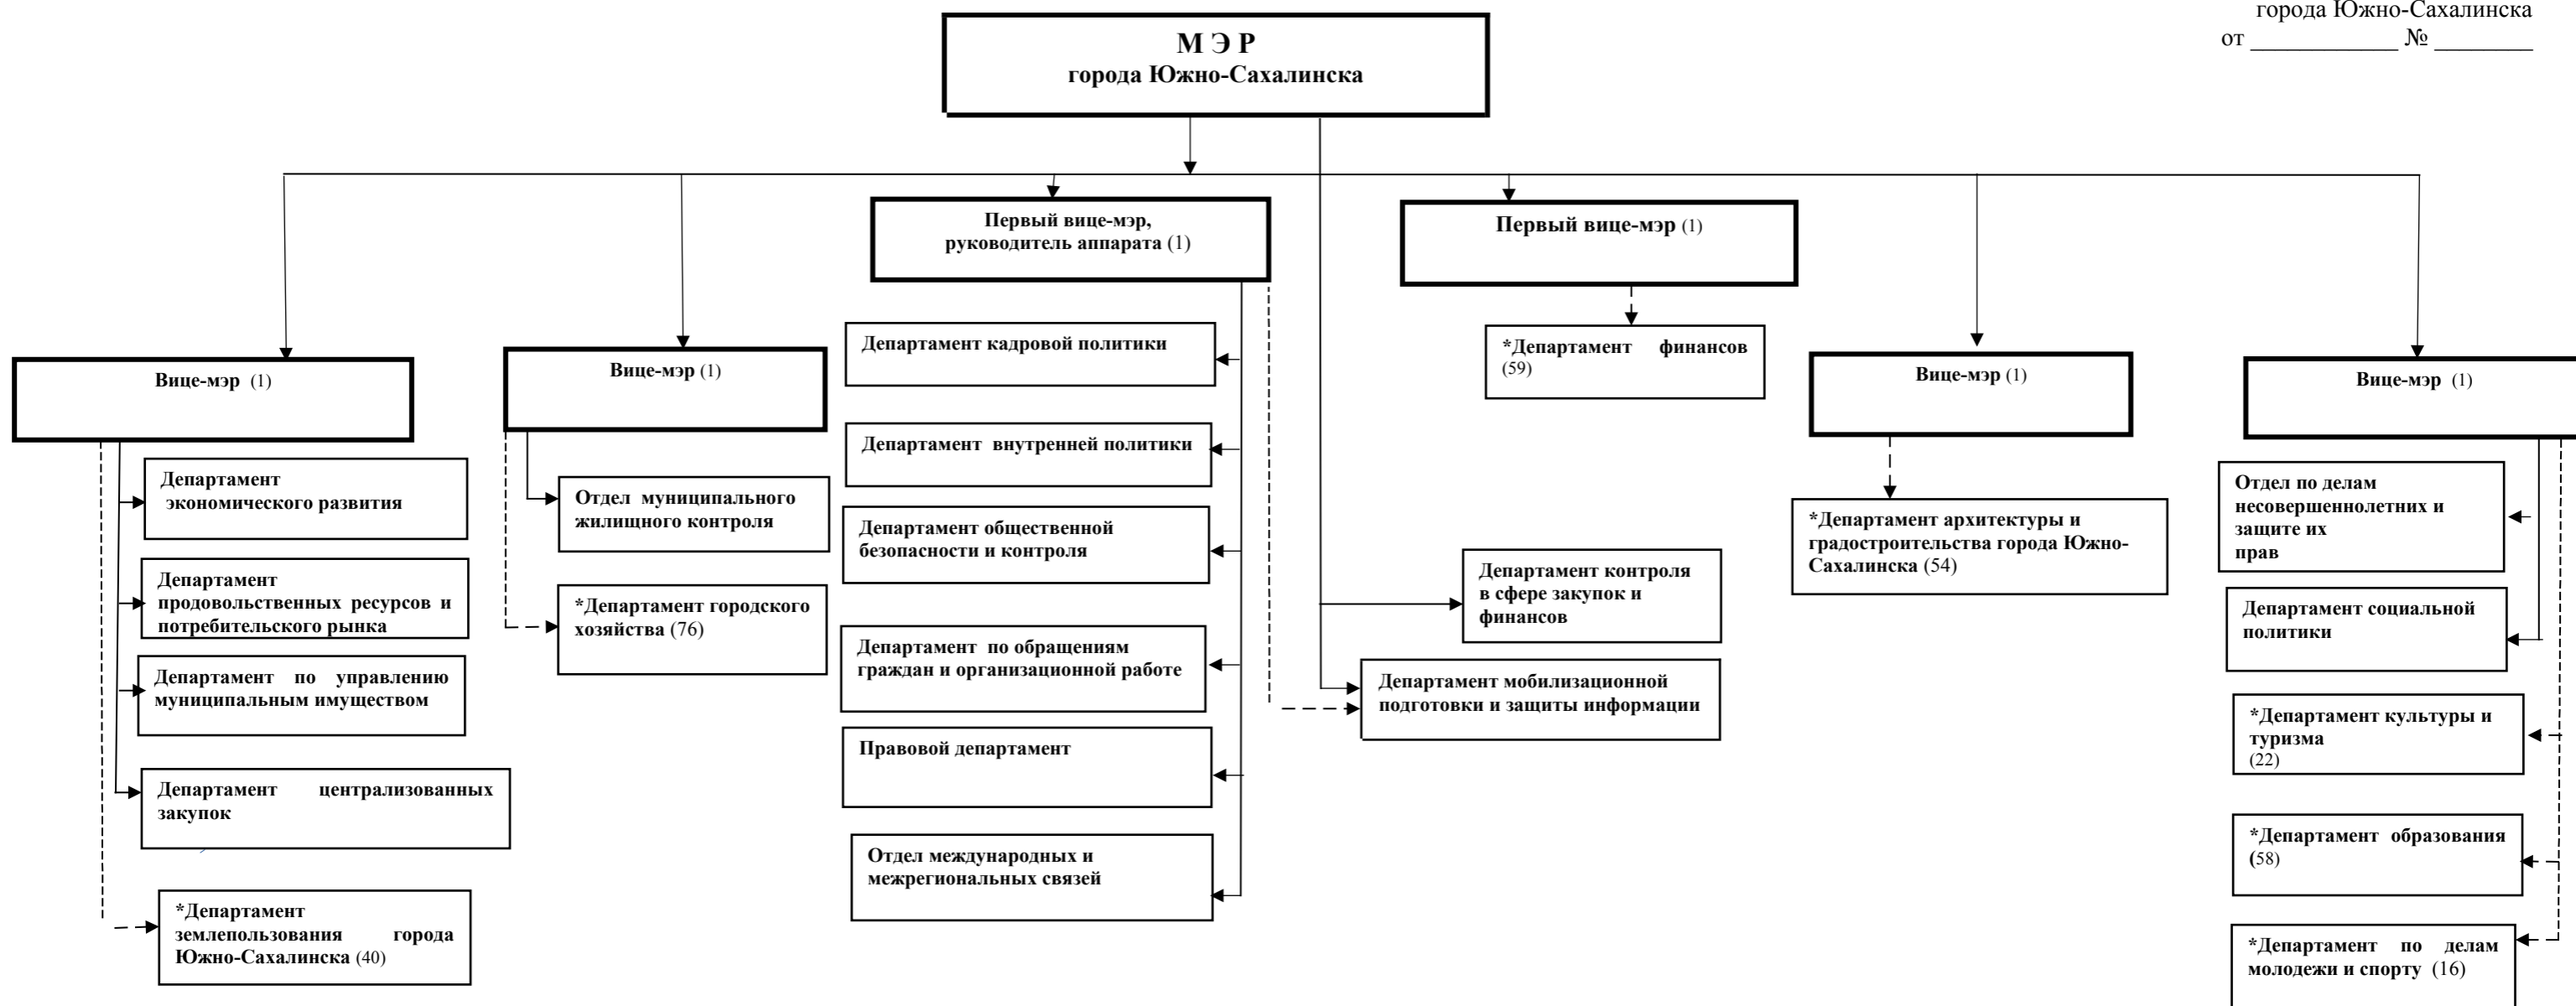 города Южно-Сахалинска
от ____________ № ________
М Э Р
города Южно-Сахалинска
Первый вице-мэр,
руководитель аппарата (1)
Первый вице-мэр (1)
Вице-мэр (1)
Вице-мэр (1)
Вице-мэр (1)
Вице-мэр (1)
Департамент
экономического развития
Департамент
продовольственных ресурсов и
потребительского рынка
Департамент по управлению
муниципальным имуществом
Департамент централизованных
закупок
*Департамент
землепользования города
Южно-Сахалинска (40)
Отдел муниципального
жилищного контроля
*Департамент городского
хозяйства (76)
Департамент кадровой политики
Департамент внутренней политики
Департамент общественной
безопасности и контроля
Департамент по обращениям
граждан и организационной работе
Правовой департамент
Отдел международных и
межрегиональных связей
*Департамент финансов
(59)
Департамент контроля
в сфере закупок и
финансов
Департамент мобилизационной
подготовки и защиты информации
*Департамент архитектуры и
градостроительства города Южно-
Сахалинска (54)
Отдел по делам
несовершеннолетних и
защите их
прав
Департамент социальной
политики
*Департамент культуры и
туризма
(22)
*Департамент образования
(58)
*Департамент по делам
молодежи и спорту (16)